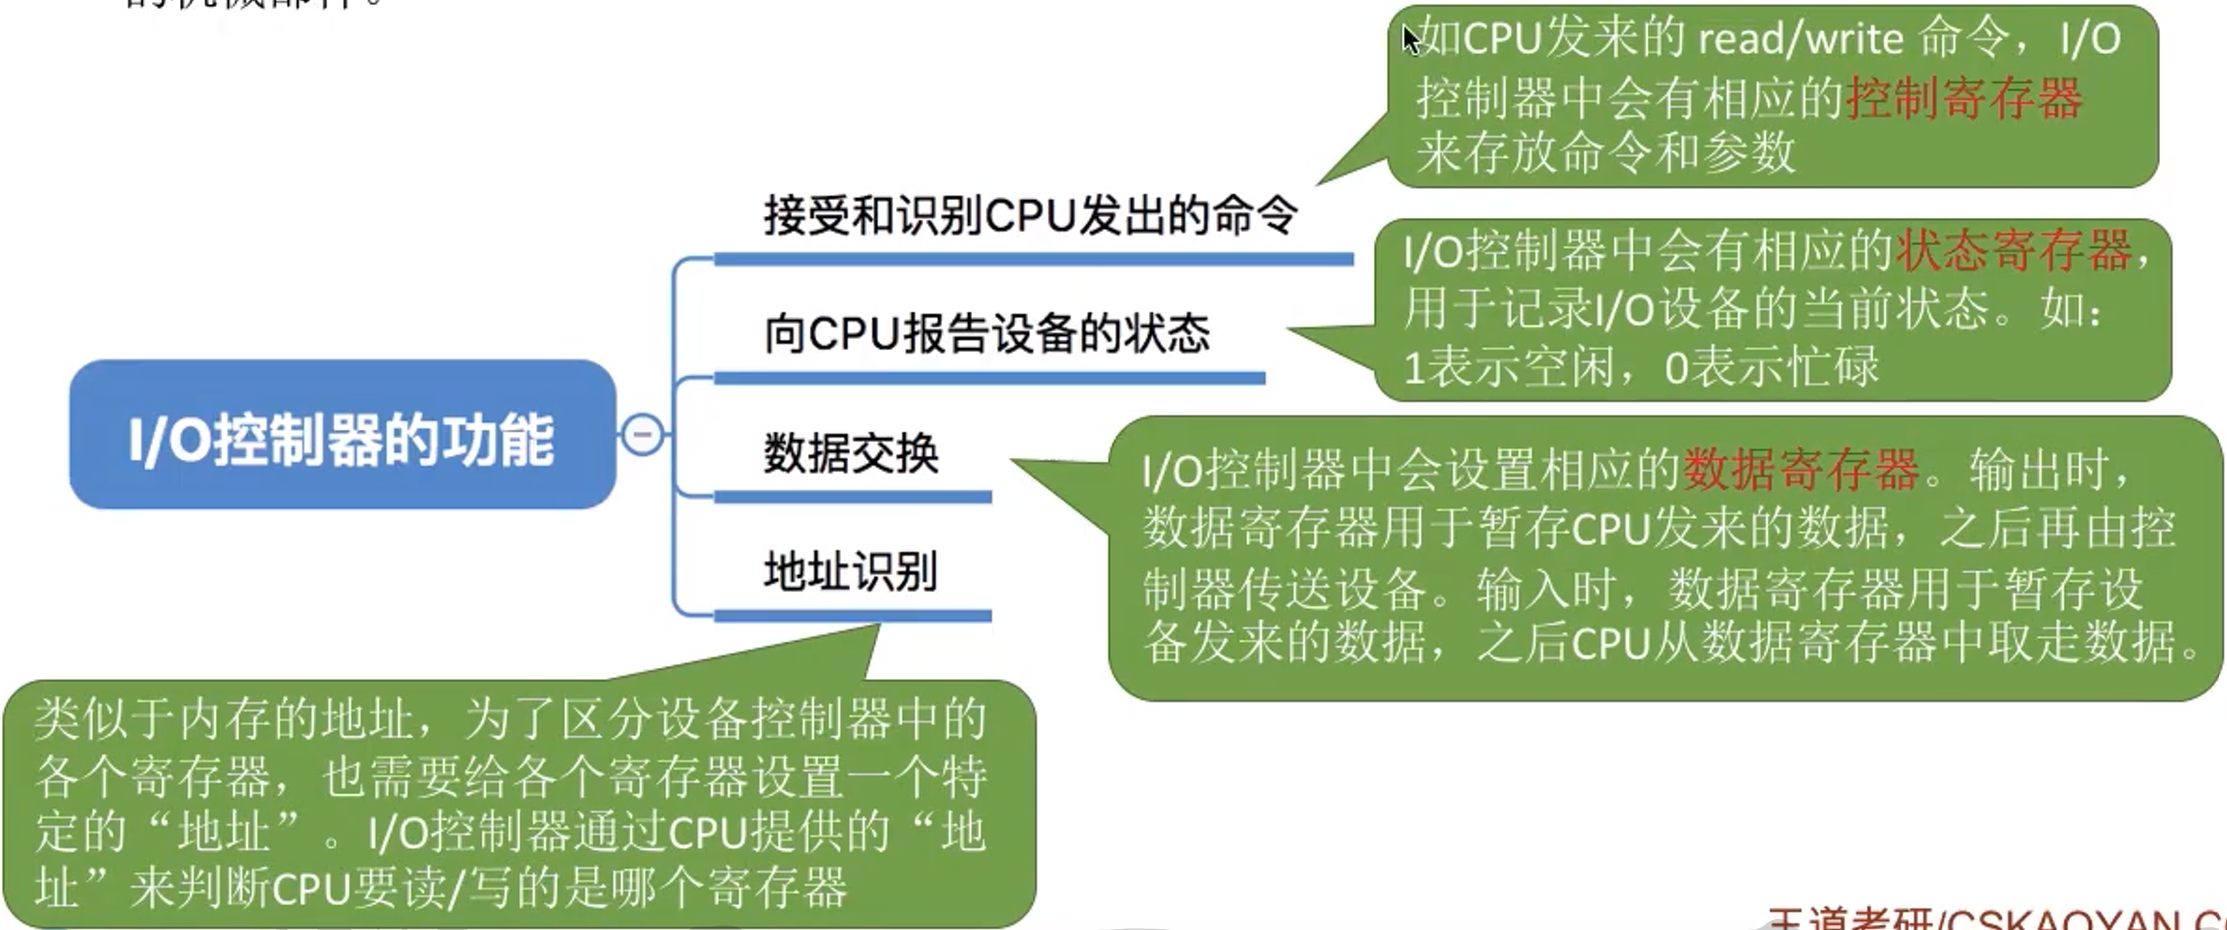 的机械部件。
如CPU发来的 read/write 命令，I/O
控制器中会有相应的控制寄存器
来存放命令和参数
接受和识别CPU发出的命令
I/O控制器中会有相应的状态寄存器，
用于记录I/O设备的当前状态。如：
1表示空闲，0表示忙碌
向CPU报告设备的状态
I/O控制器的功能
数据交换
I/O控制器中会设置相应的数据寄存器。输出时，
数据寄存器用于暂存CPU发来的数据，之后再由控
制器传送设备。输入时，数据寄存器用于暂存设
备发来的数据，之后CPU从数据寄存器中取走数据。
地址识别
类似于内存的地址，为了区分设备控制器中的
各个寄存器，也需要给各个寄存器设置一个特
定的“地址”。I/O控制器通过CPU提供的“地
址”来判断CPU要读/写的是哪个寄存器
王道考研/CSKAOYAN.C